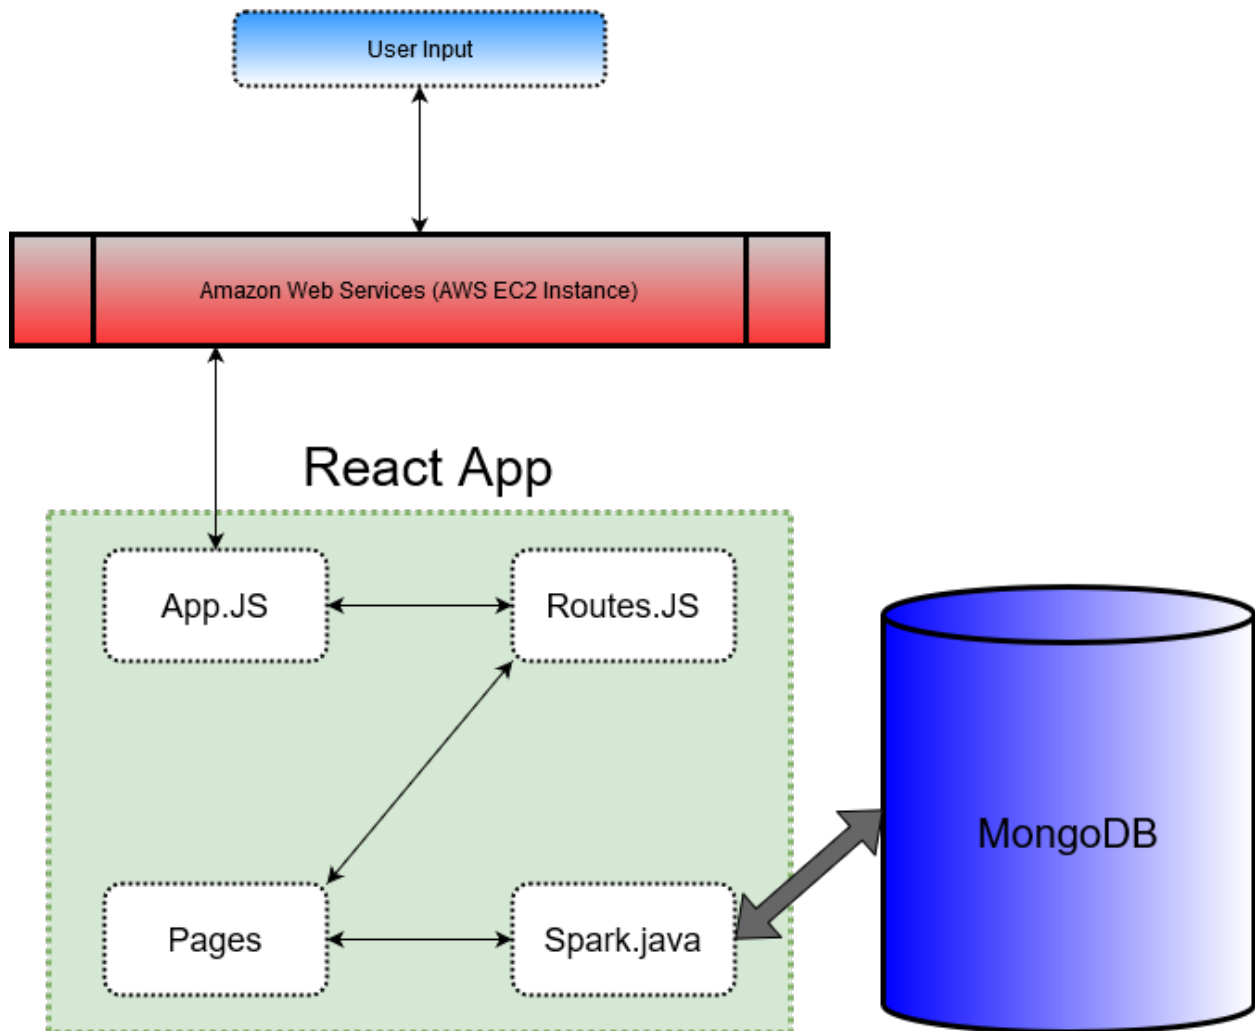 User Input
Amazon Web Services (AWS EC2 Instance)
React App
App.JS
Routes.JS
MongoDB
Pages
Spark.java